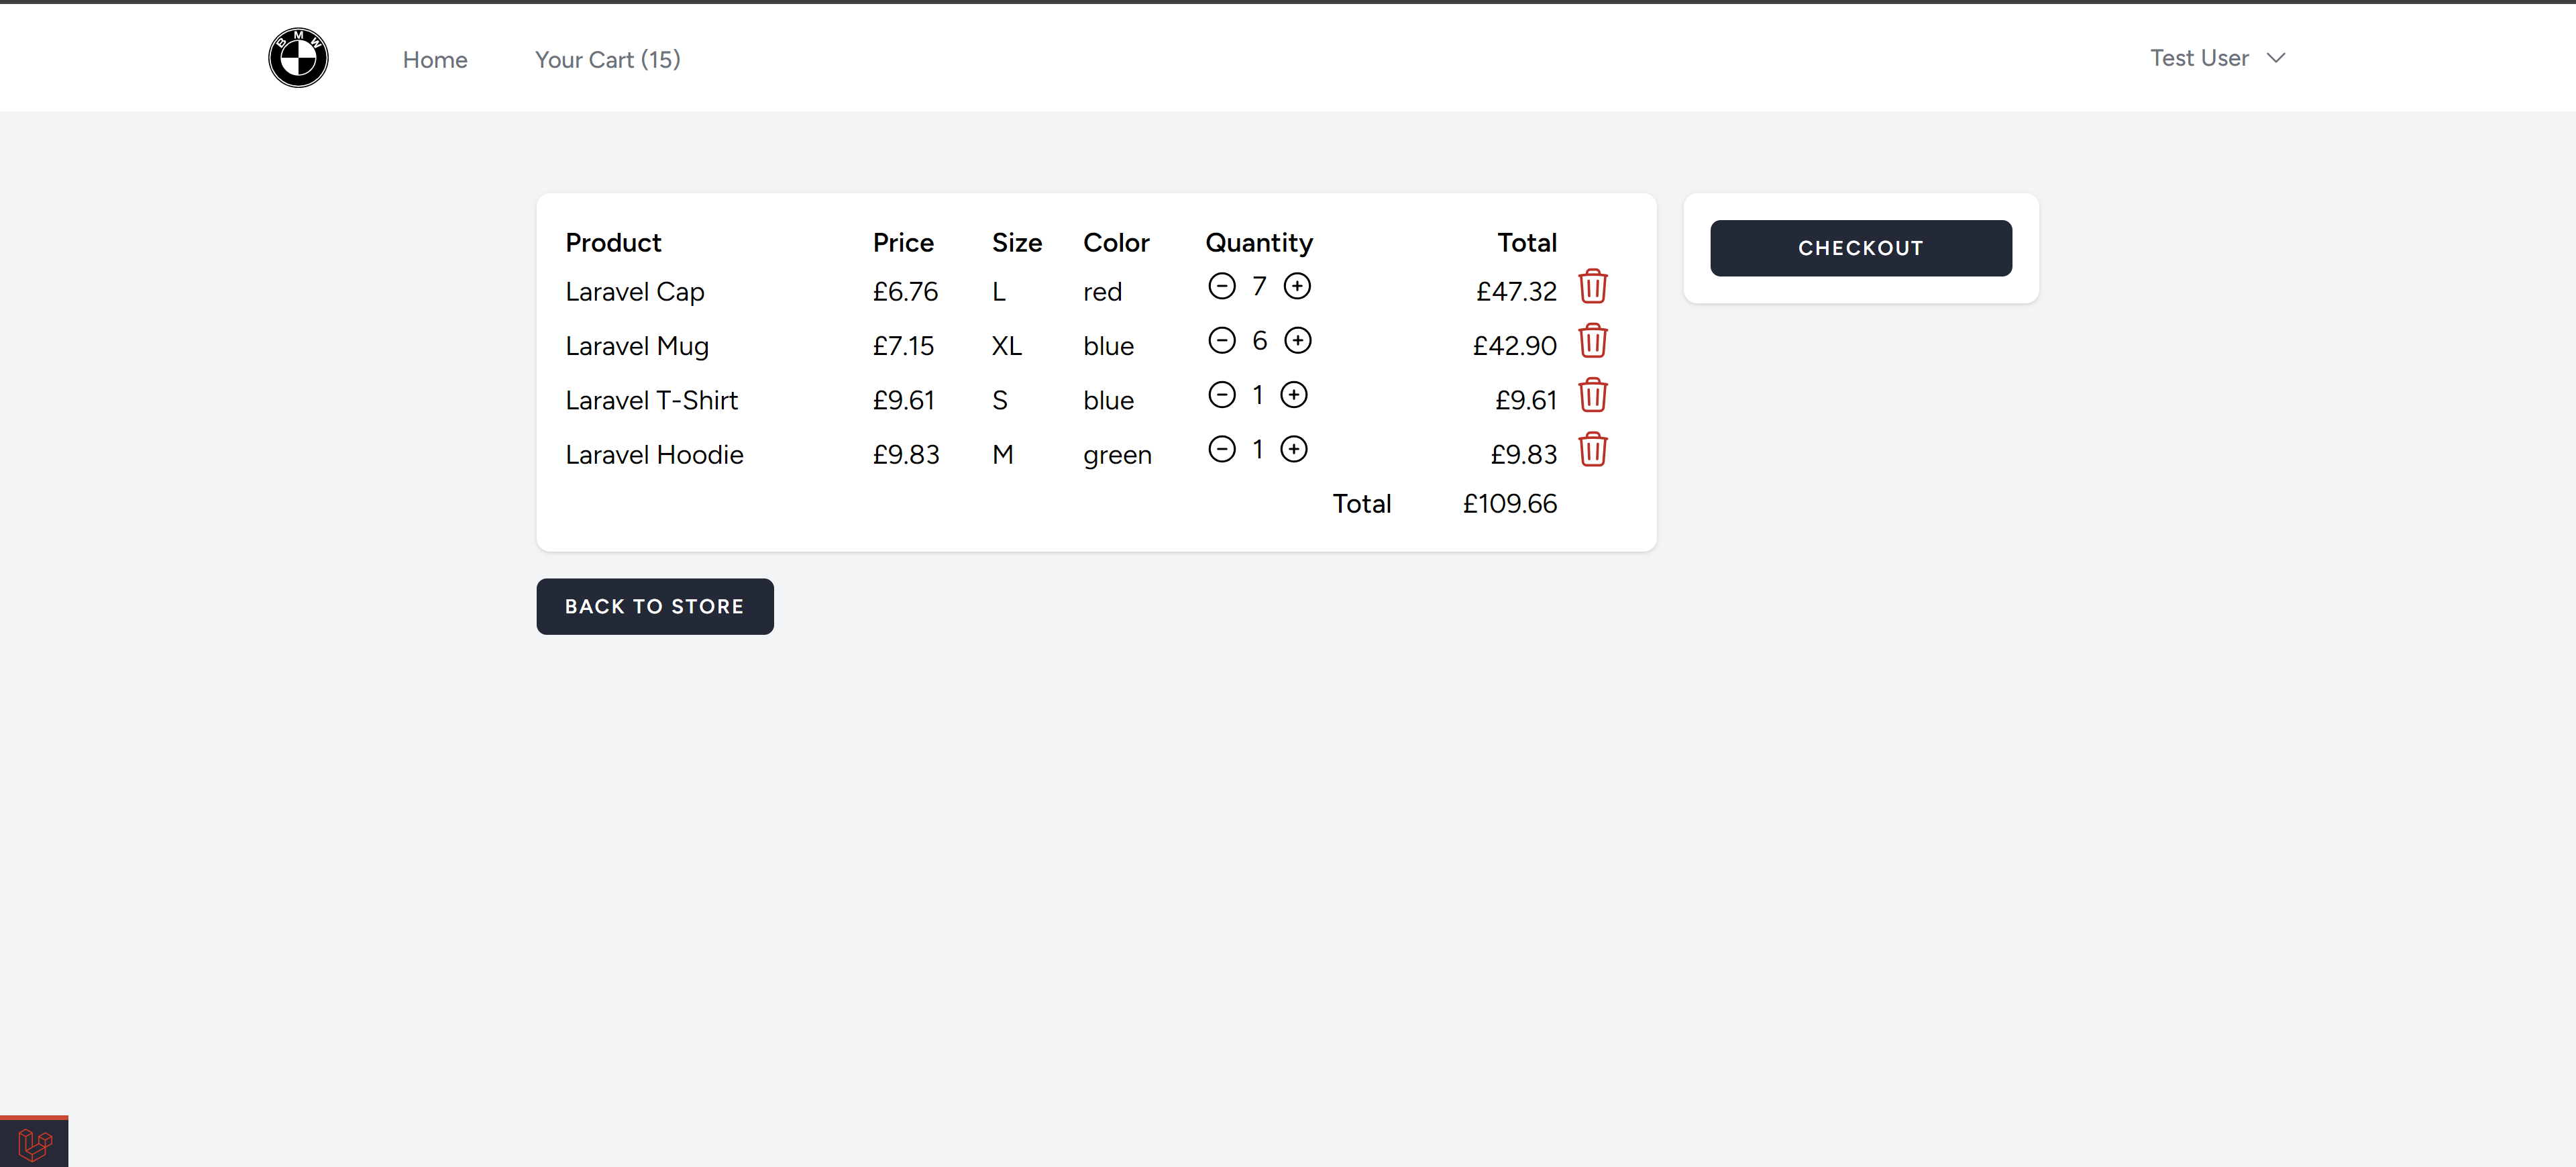 BMW
Home Your Cart (15) Test User
Product Price Size Color Quantity Total
Laravel Cap £6.76 L red 7 £47.32
Laravel Mug £7.15 XL blue 6 £42.90
Laravel T-Shirt £9.61 S blue 1 £9.61
Laravel Hoodie £9.83 M green 1 £9.83
Total £109.66
CHECKOUT
BACK TO STORE